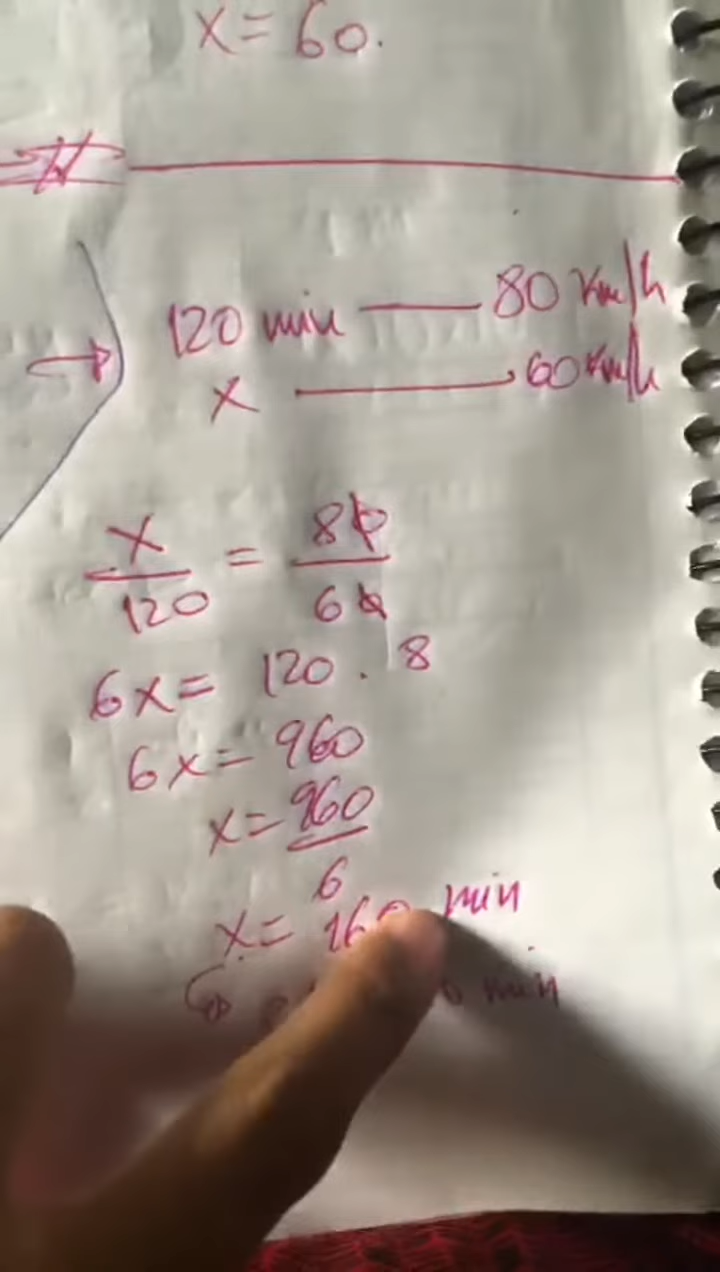 x = 60.
120 min — 80 Km/h
x — 60 Km/h
x/120 = 80/60
6x = 120 . 8
6x = 960
x = 960/6
x = 160 min
min